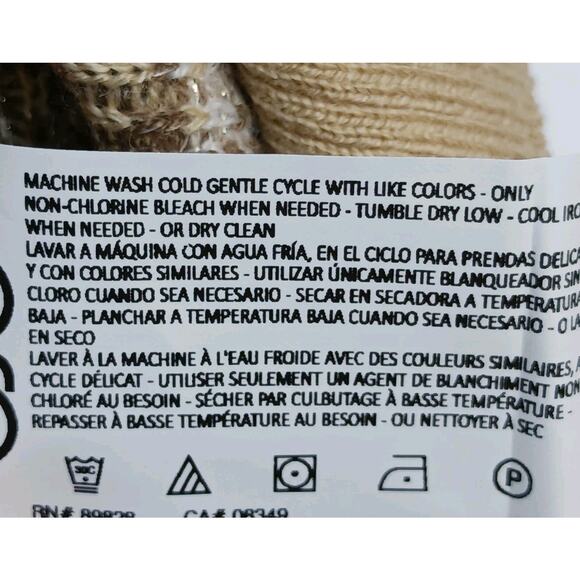 MACHINE WASH COLD GENTLE CYCLE WITH LIKE COLORS - ONLY
NON-CHLORINE BLEACH WHEN NEEDED - TUMBLE DRY LOW - COOL IRO
WHEN NEEDED - OR DRY CLEAN
LAVAR A MÁQUINA CON AGUA FRÍA, EN EL CICLO PARA PRENDAS DELICA
Y CON COLORES SIMILARES - UTILIZAR ÚNICAMENTE BLANQUEADOR SIN
CLORO CUANDO SEA NECESARIO - SECAR EN SECADORA A TEMPERATURA
BAJA - PLANCHAR A TEMPERATURA BAJA CUANDO SEA NECESARIO - O LA
EN SECO
LAVER À LA MACHINE À L'EAU FROIDE AVEC DES COULEURS SIMILAIRES, A
CYCLE DÉLICAT - UTILISER SEULEMENT UN AGENT DE BLANCHIMENT NON
CHLORÉ AU BESOIN - SÉCHER PAR CULBUTAGE À BASSE TEMPÉRATURE -
REPASSER À BASSE TEMPÉRATURE AU BESOIN - OU NETTOYER À SEC
30C P
RN# CA#